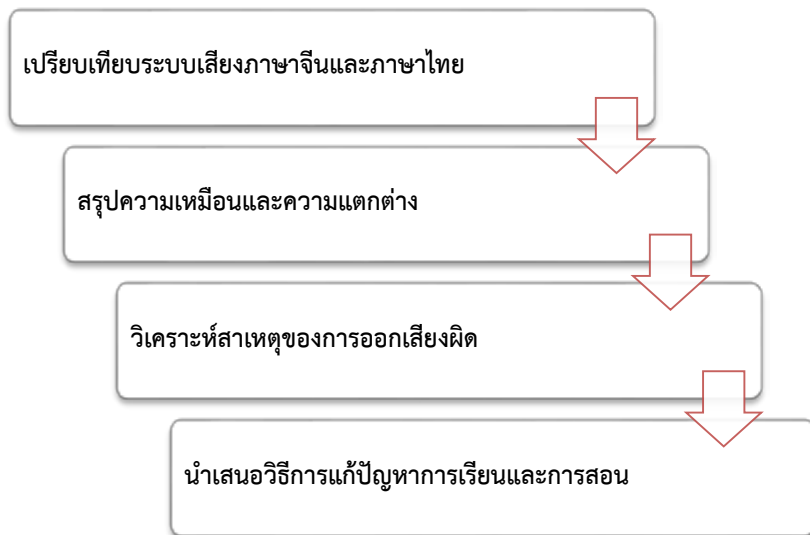 เปรียบเทียบระบบเสียงภาษาจีนและภาษาไทย
สรุปความเหมือนและความแตกต่าง
วิเคราะห์สาเหตุของการออกเสียงผิด
นำเสนอวิธีการแก้ปัญหาการเรียนและการสอน